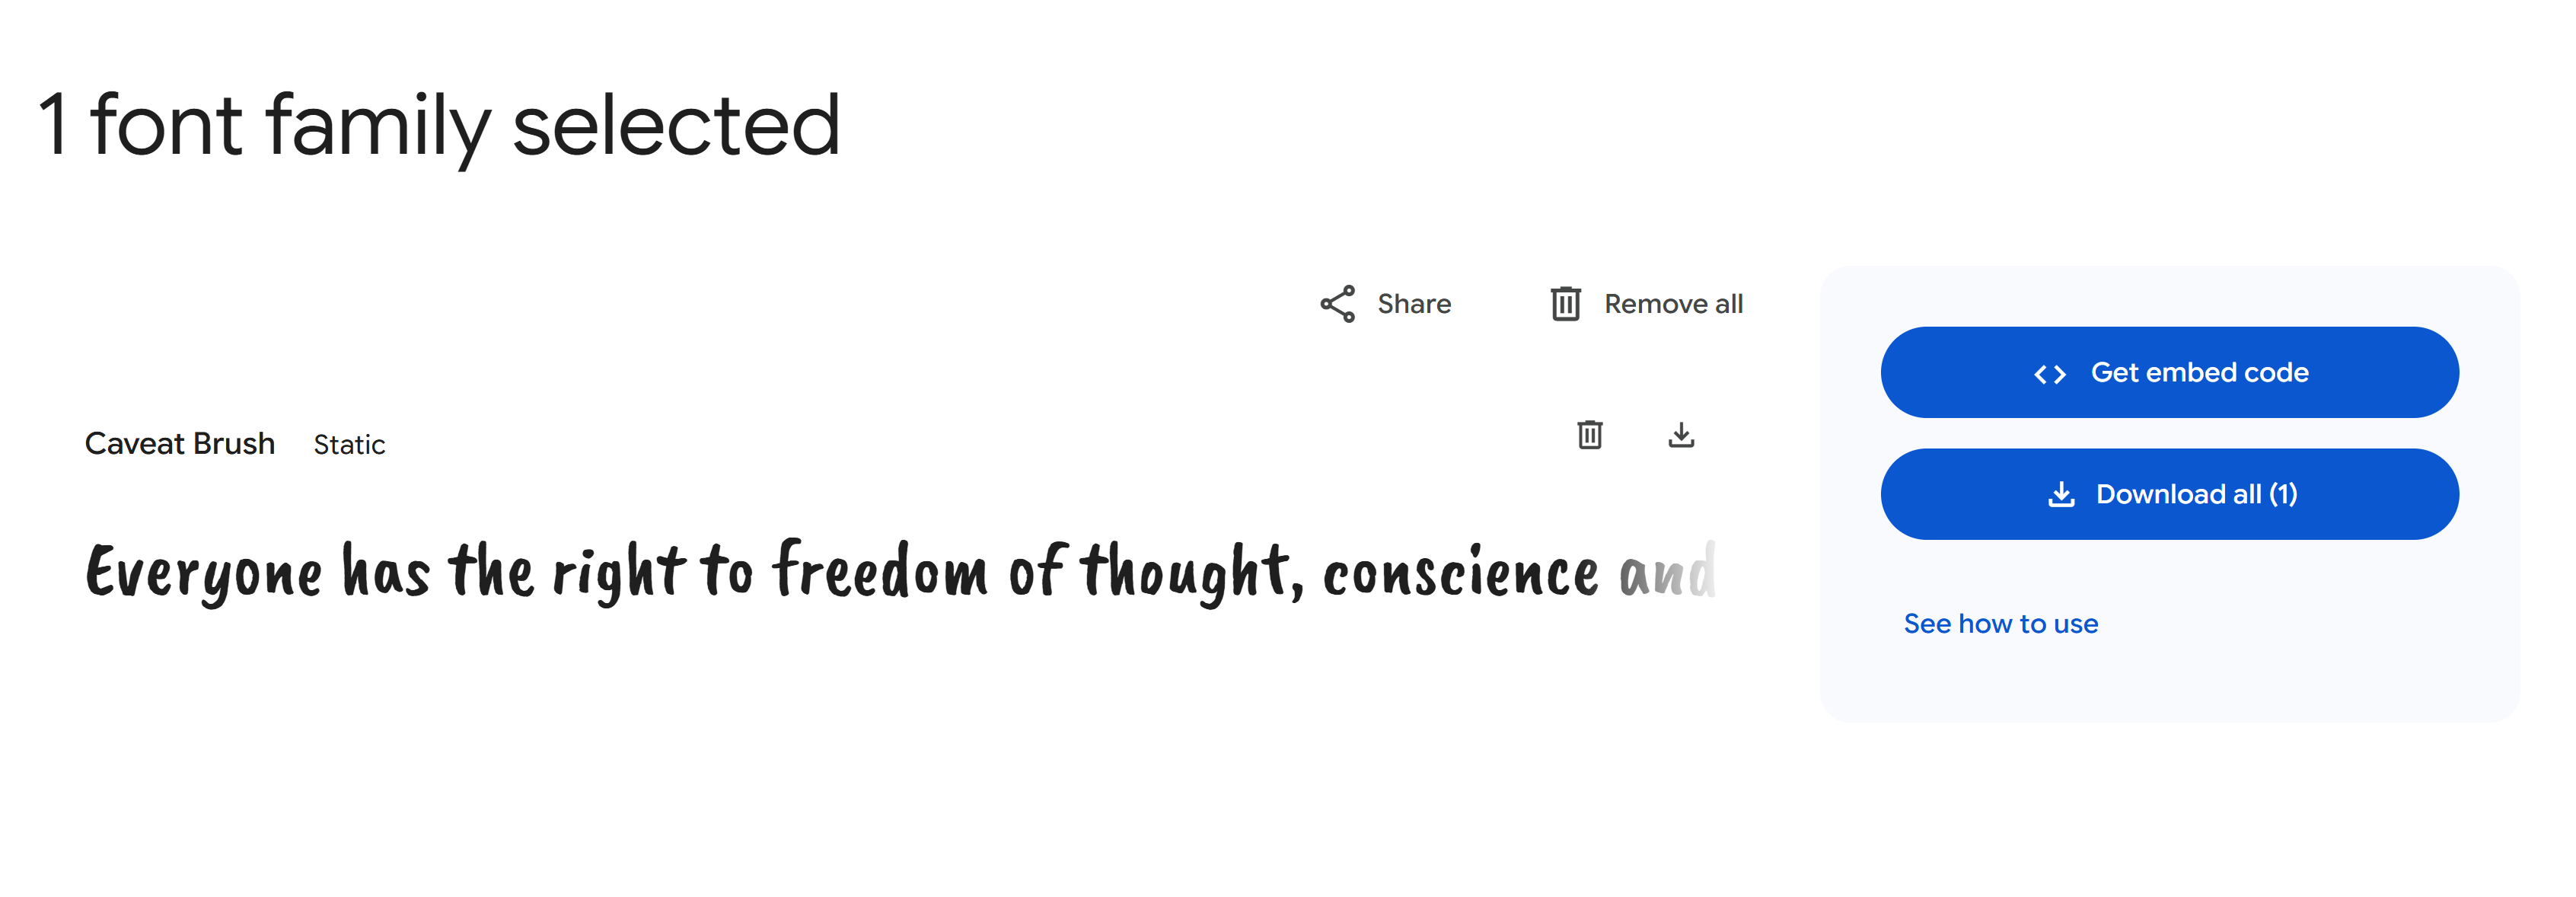 1 font family selected
Share
Remove all
Get embed code
Caveat Brush Static
Download all (1)
Everyone has the right to freedom of thought, conscience and
See how to use